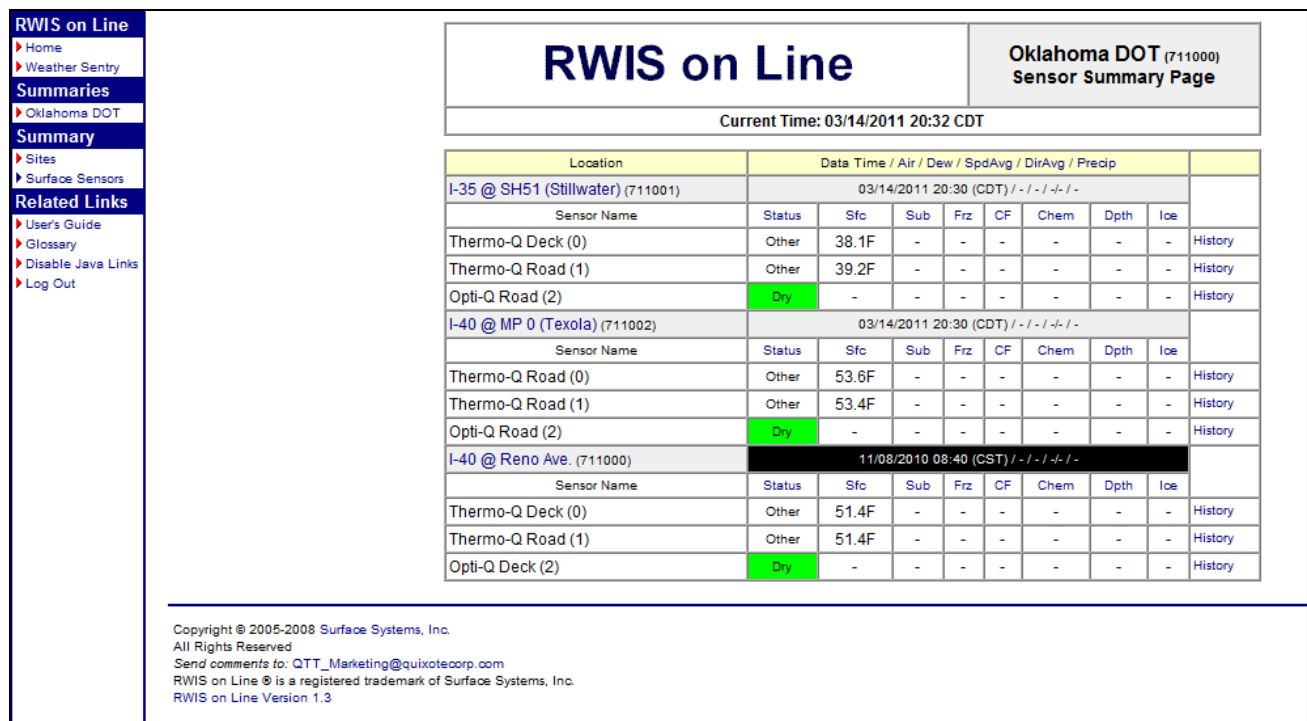 RWIS on Line
Home
Weather Sentry
Summaries
Oklahoma DOT
Summary
Sites
Surface Sensors
Related Links
User's Guide
Glossary
Disable Java Links
Log Out
RWIS on Line
Oklahoma DOT (711000)
Sensor Summary Page
Current Time: 03/14/2011 20:32 CDT
Location Data Time / Air / Dew / SpdAvg / DirAvg / Precip
I-35 @ SH51 (Stillwater) (711001) 03/14/2011 20:30 (CDT) / - / - / -/- / -
Sensor Name Status Sfc Sub Frz CF Chem Dpth Ice
Thermo-Q Deck (0) Other 38.1F - - - - - - History
Thermo-Q Road (1) Other 39.2F - - - - - - History
Opti-Q Road (2) Dry - - - - - - - History
I-40 @ MP 0 (Texola) (711002) 03/14/2011 20:30 (CDT) / - / - / -/- / -
Sensor Name Status Sfc Sub Frz CF Chem Dpth Ice
Thermo-Q Road (0) Other 53.6F - - - - - - History
Thermo-Q Road (1) Other 53.4F - - - - - - History
Opti-Q Road (2) Dry - - - - - - - History
I-40 @ Reno Ave. (711000) 11/08/2010 08:40 (CST) / - / - / -/- / -
Sensor Name Status Sfc Sub Frz CF Chem Dpth Ice
Thermo-Q Deck (0) Other 51.4F - - - - - - History
Thermo-Q Road (1) Other 51.4F - - - - - - History
Opti-Q Deck (2) Dry - - - - - - - History
Copyright © 2005-2008 Surface Systems, Inc.
All Rights Reserved
Send comments to: QTT_Marketing@quixotecorp.com
RWIS on Line ® is a registered trademark of Surface Systems, Inc.
RWIS on Line Version 1.3